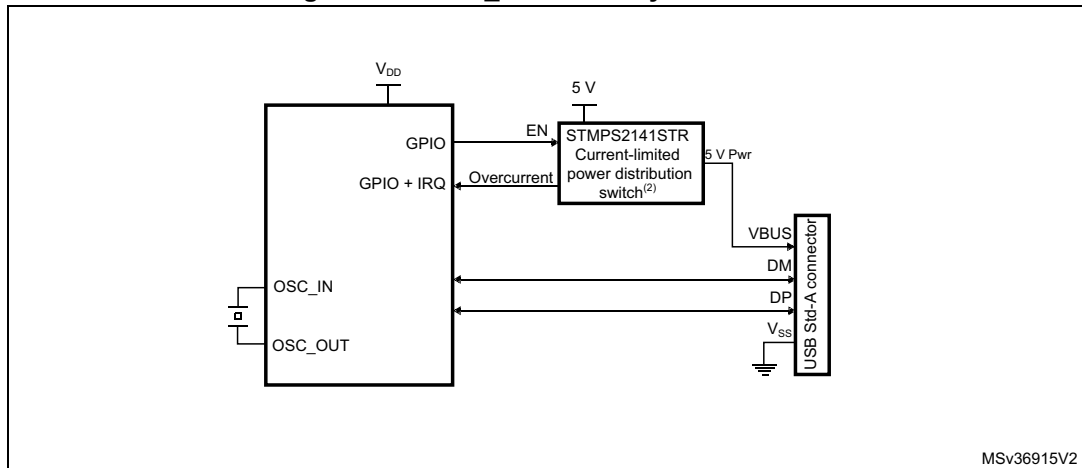 V_DD
5 V
GPIO
EN
STMPS2141STR
Current-limited
power distribution
switch(2)
5 V Pwr
GPIO + IRQ
Overcurrent
VBUS
DM
OSC_IN
DP
OSC_OUT
V_SS
USB Std-A connector
MSv36915V2